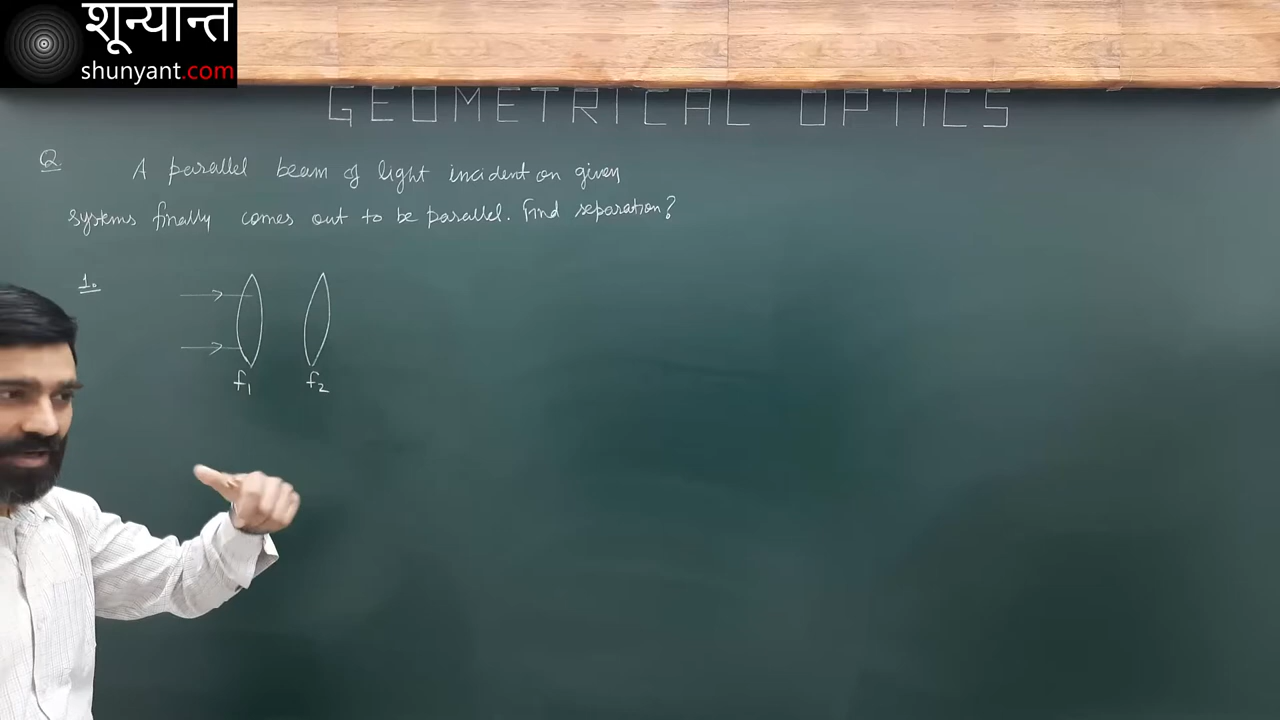 शून्यान्त
shunyant.com
GEOMETRICAL OPTICS
Q. A parallel beam of light incident on given
systems finally comes out to be parallel. Find separation?
1.
f1 f2